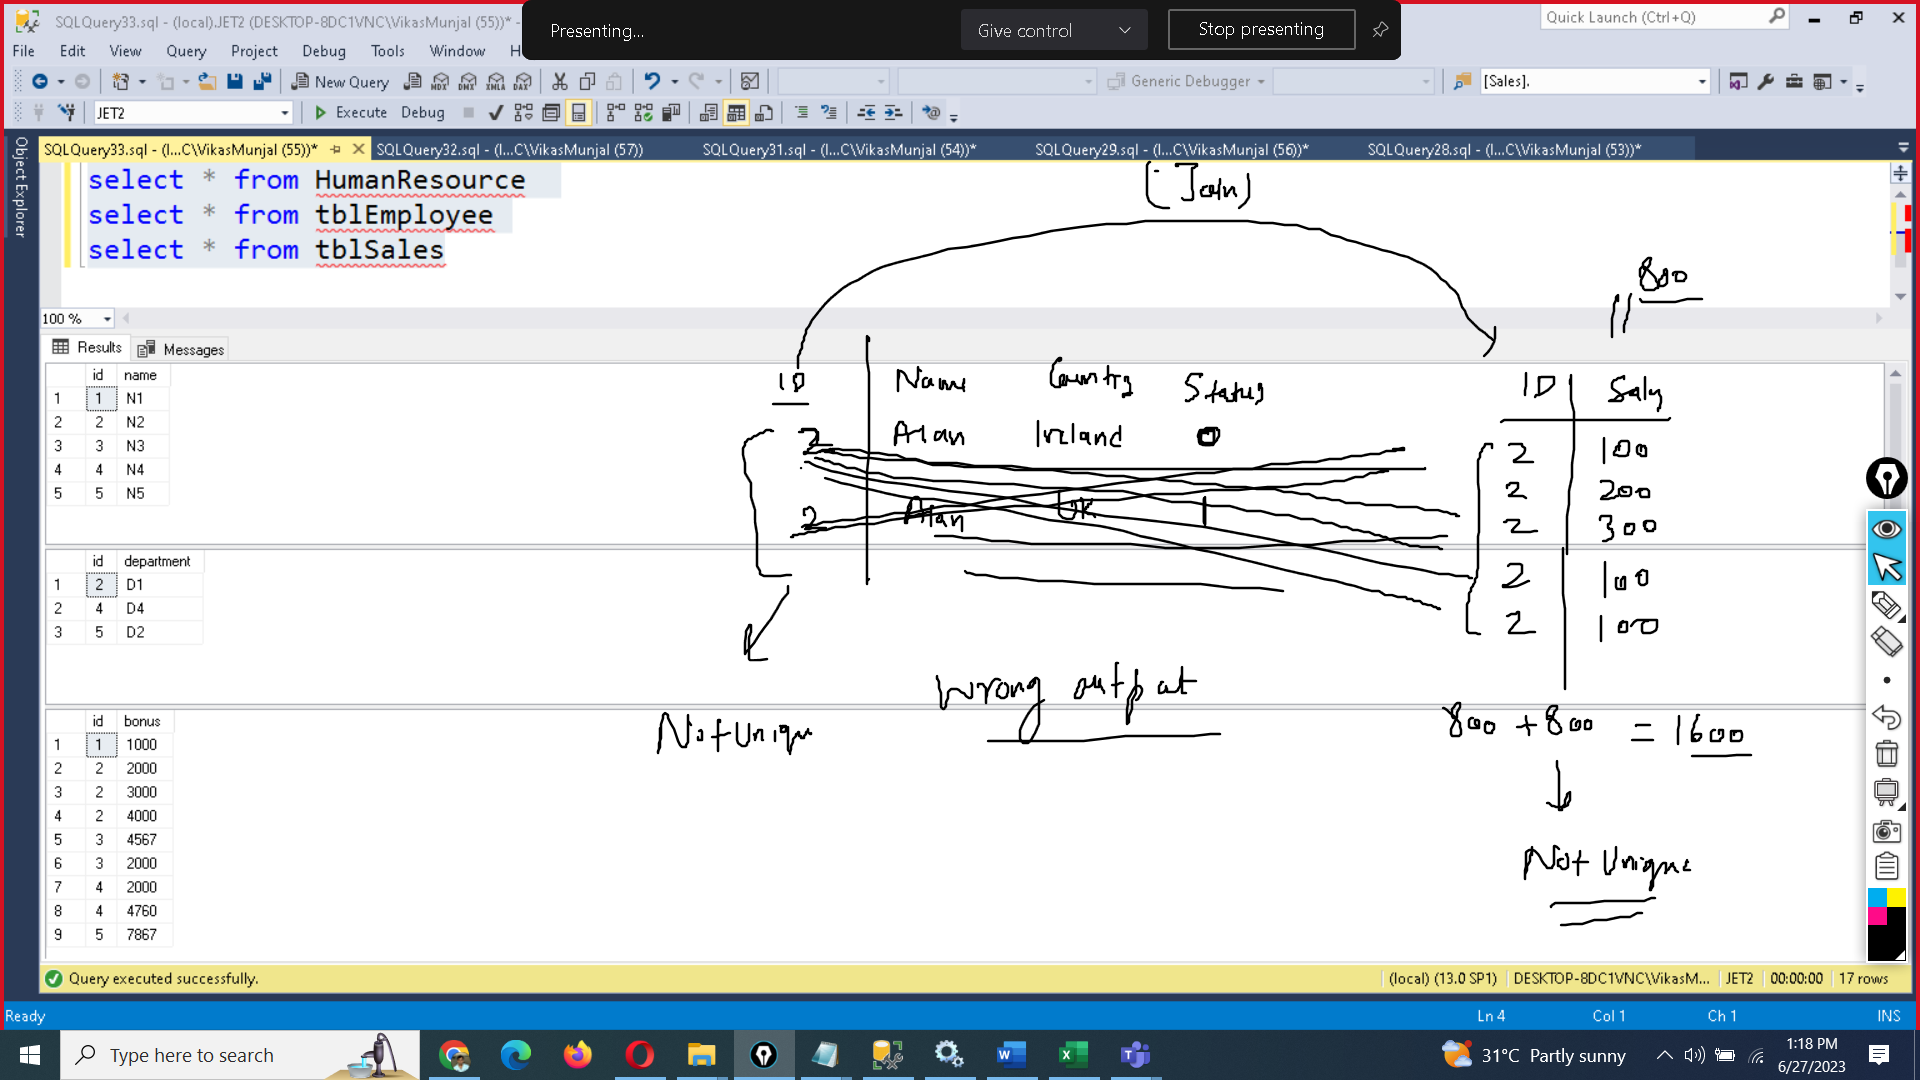 SQLQuery33.sql - (local).JET2 (DESKTOP-8DC1VNC\VikasMunjal (55))* -
Presenting...
Give control
Stop presenting
Quick Launch (Ctrl+Q)
File Edit View Query Project Debug Tools Window H
New Query
Generic Debugger
[Sales].
JET2
Execute Debug
Object Explorer
SQLQuery33.sql - (l...C\VikasMunjal (55))*
SQLQuery32.sql - (l...C\VikasMunjal (57))
SQLQuery31.sql - (l...C\VikasMunjal (54))*
SQLQuery29.sql - (l...C\VikasMunjal (56))*
SQLQuery28.sql - (l...C\VikasMunjal (53))*
select * from HumanResource
select * from tblEmployee
select * from tblSales
(Join)
800
100 %
Results Messages
id name
1 1 N1
2 2 N2
3 3 N3
4 4 N4
5 5 N5
id department
1 2 D1
2 4 D4
3 5 D2
id bonus
1 1 1000
2 2 2000
3 2 3000
4 2 4000
5 3 4567
6 3 2000
7 4 2000
8 4 4760
9 5 7867
ID Name Country Status
2 Alan Ireland 0
2 Alan UK 1
ID
2 100
2 200
2 300
2 100
2 100
Wrong output
Not Unique
800 + 800 = 1600
Not Unique
Query executed successfully.
(local) (13.0 SP1) DESKTOP-8DC1VNC\VikasM... JET2 00:00:00 17 rows
Ready
Ln 4 Col 1 Ch 1 INS
Type here to search
31°C Partly sunny
1:18 PM
6/27/2023